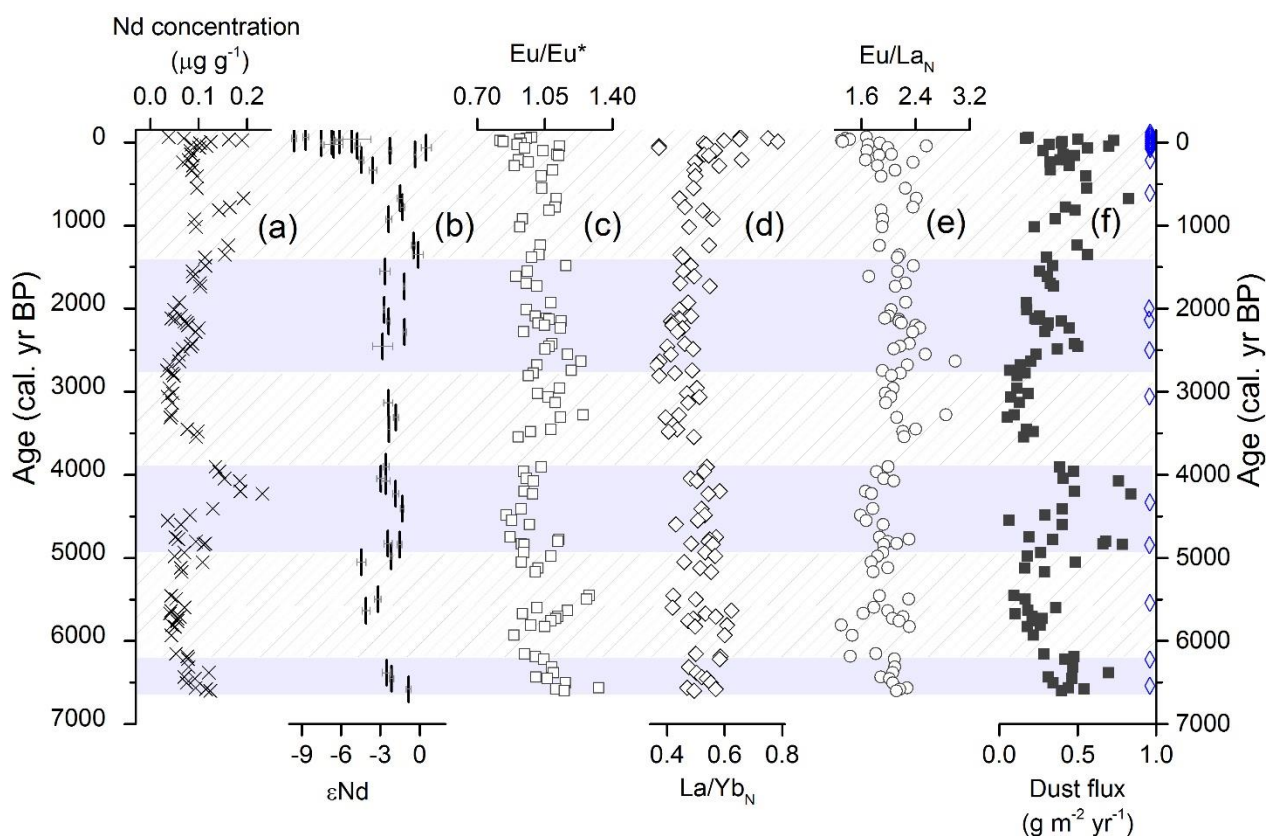 Nd concentration
(μg g⁻¹)
Eu/Eu*
Eu/La_N
0.0 0.1 0.2
0.70 1.05 1.40
1.6 2.4 3.2
0
1000
2000
3000
4000
5000
6000
7000
Age (cal. yr BP)
(a)
(b)
(c)
(d)
(e)
(f)
0
1000
2000
3000
4000
5000
6000
7000
Age (cal. yr BP)
-9 -6 -3 0
0.4 0.6 0.8
0.0 0.5 1.0
εNd
La/Yb_N
Dust flux
(g m⁻² yr⁻¹)